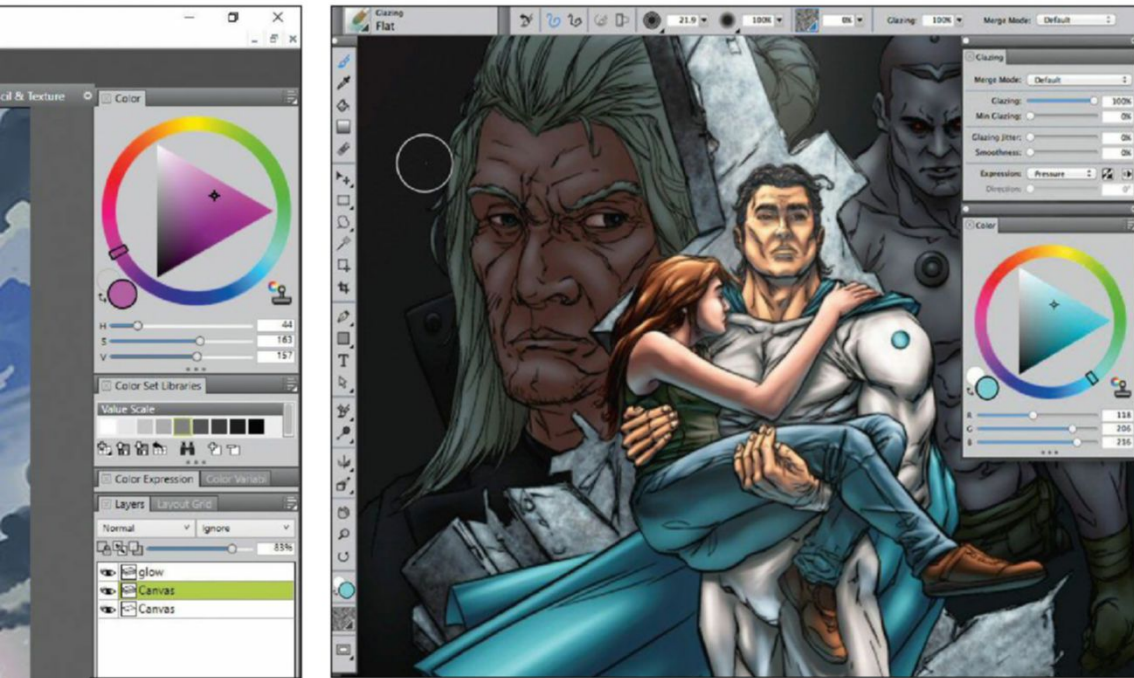 cil & Texture
Color
H 44
S 163
V 157
Color Set Libraries
Value Scale
Color Expression Color Variabl
Layers Layout Grid
Normal Ignore
83%
glow
Canvas
Canvas
Glazing
Flat
21.9 100% 0% Glazing: 100% Merge Mode: Default
T
Glazing
Merge Mode: Default
Glazing: 100%
Min Glazing: 0%
Glazing Jitter: 0%
Smoothness: 0%
Expression: Pressure
Direction: 0°
Color
R 118
G 206
B 216